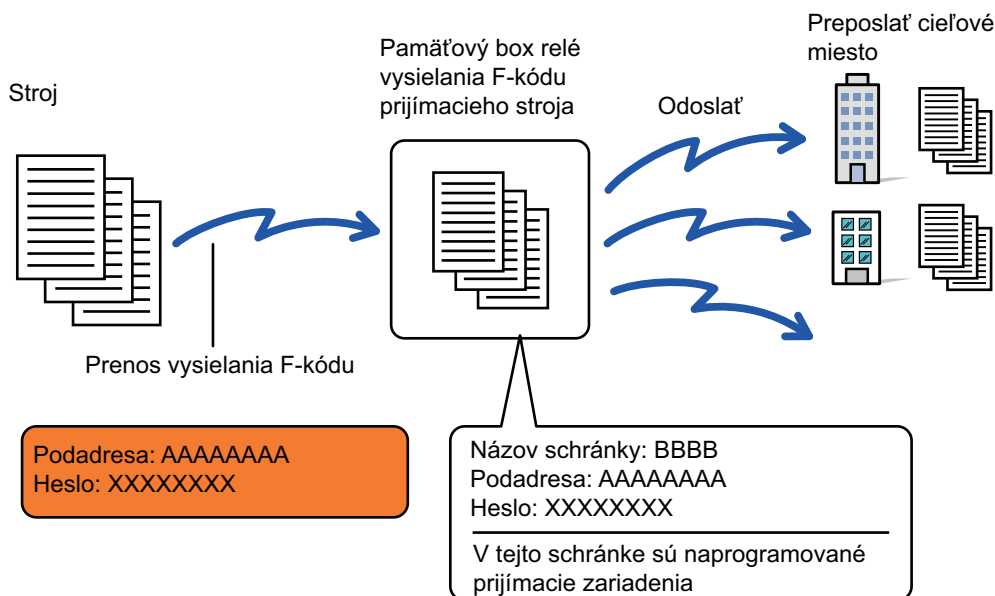 Stroj
Pamäťový box relé
vysielania F-kódu
prijímacieho stroja
Odoslať
Preposlať cieľové
miesto
Prenos vysielania F-kódu
Podadresa: AAAAAAAA
Heslo: XXXXXXXX
Názov schránky: BBBB
Podadresa: AAAAAAAA
Heslo: XXXXXXXX
V tejto schránke sú naprogramované
prijímacie zariadenia